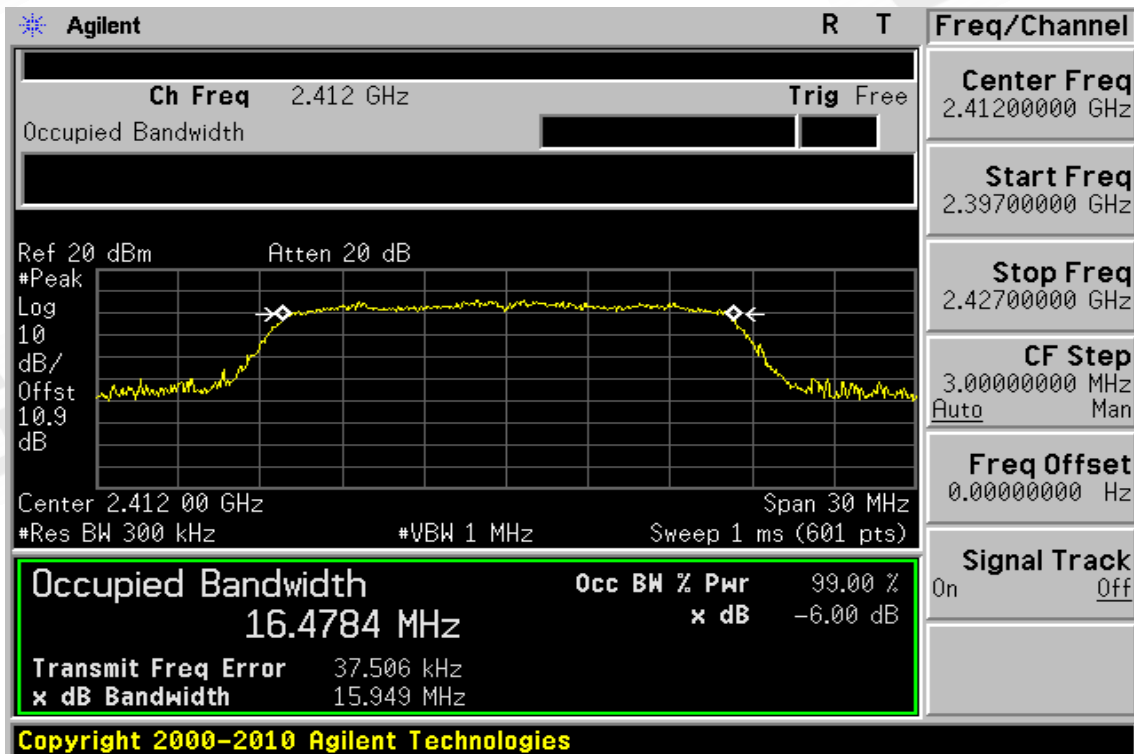 Agilent R T Freq/Channel
Ch Freq 2.412 GHz Trig Free
Occupied Bandwidth
Center Freq
2.41200000 GHz
Start Freq
2.39700000 GHz
Stop Freq
2.42700000 GHz
CF Step
3.00000000 MHz
Auto Man
Freq Offset
0.00000000 Hz
Signal Track
On Off
Ref 20 dBm Atten 20 dB
#Peak
Log
10
dB/
Offst
10.9
dB
Center 2.412 00 GHz Span 30 MHz
#Res BW 300 kHz #VBW 1 MHz Sweep 1 ms (601 pts)
Occupied Bandwidth Occ BW % Pwr 99.00 %
16.4784 MHz x dB -6.00 dB
Transmit Freq Error 37.506 kHz
x dB Bandwidth 15.949 MHz
Copyright 2000-2010 Agilent Technologies